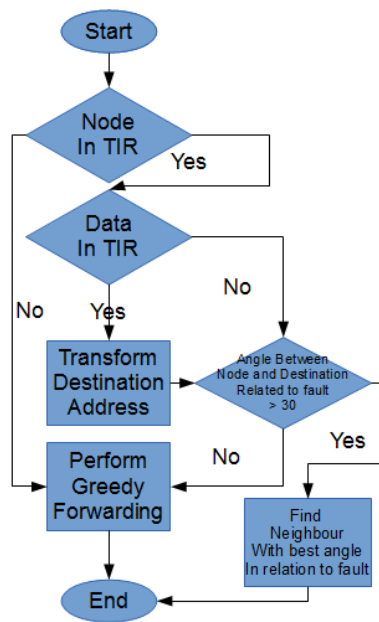 Start
Node
In TIR
Yes
Data
In TIR
No
No
Yes
Transform
Destination
Address
Angle Between
Node and Destination
Related to fault
> 30
Perform
Greedy
Forwarding
No
Yes
Find
Neighbour
With best angle
In relation to fault
End